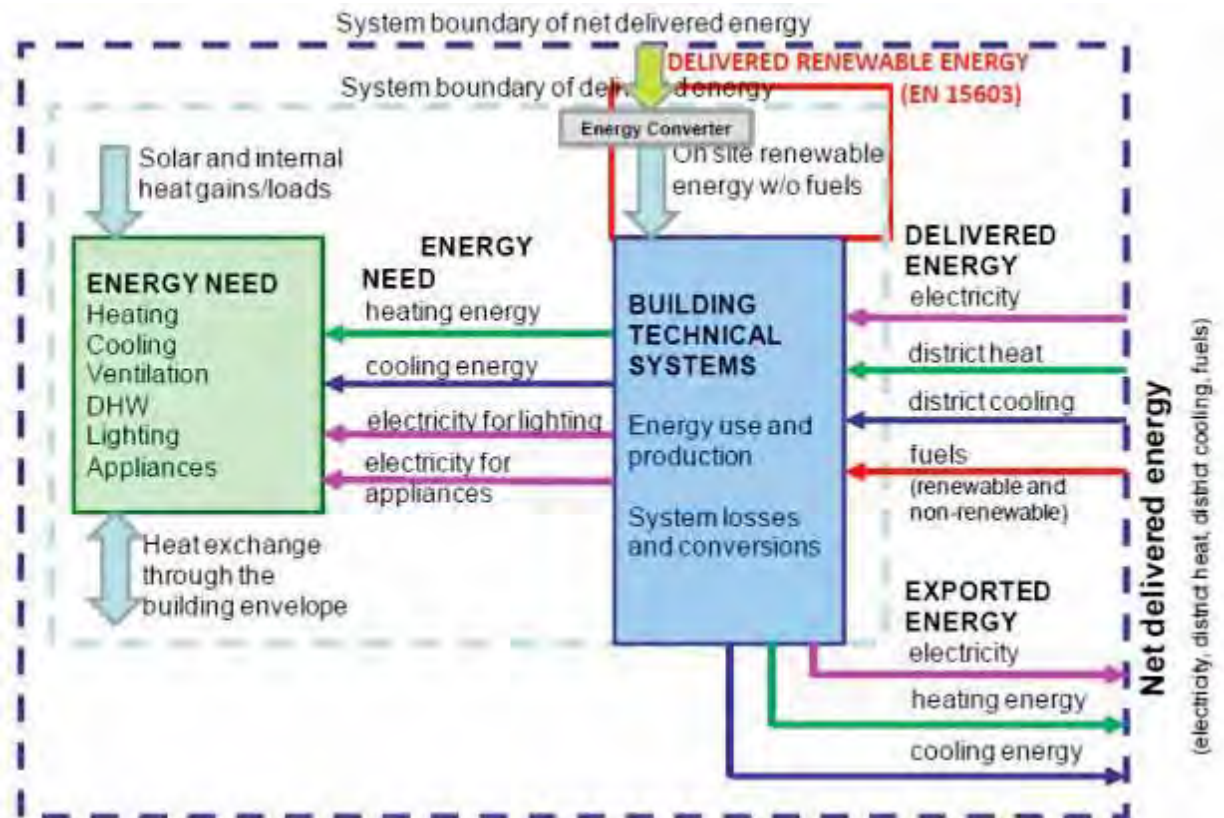 System boundary of net delivered energy
DELIVERED RENEWABLE ENERGY
(EN 15603)
System boundary of delivered energy
Energy Converter
Solar and internal
heat gains/loads
On site renewable
energy w/o fuels
ENERGY NEED
Heating
Cooling
Ventilation
DHW
Lighting
Appliances
ENERGY
NEED
heating energy
cooling energy
electricity for lighting
electricity for
appliances
BUILDING
TECHNICAL
SYSTEMS
Energy use and
production
System losses
and conversions
DELIVERED
ENERGY
electricity
district heat
district cooling
fuels
(renewable and
non-renewable)
Heat exchange
through the
building envelope
EXPORTED
ENERGY
electricity
heating energy
cooling energy
Net delivered energy
(electricity, district heat, district cooling, fuels)